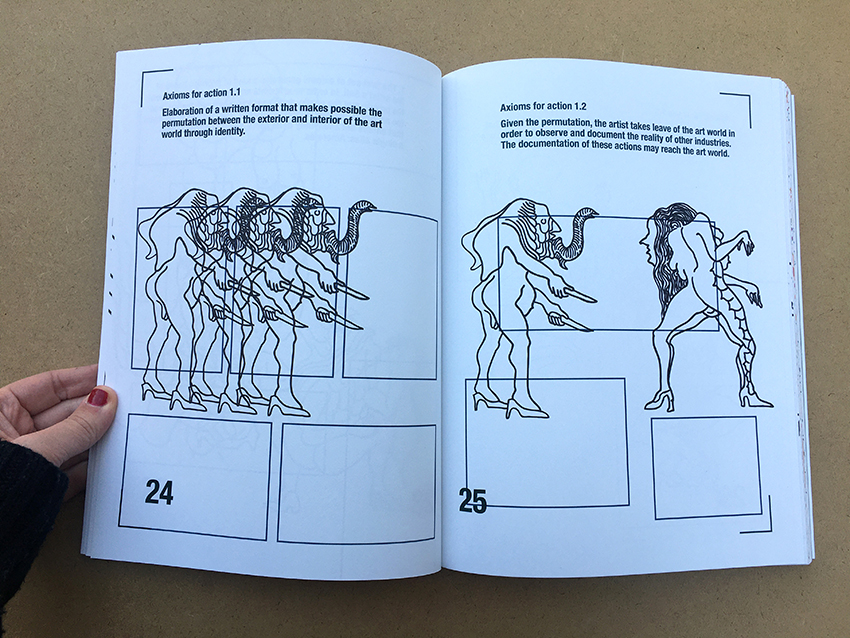 Axioms for action 1.1
Elaboration of a written format that makes possible the
permutation between the exterior and interior of the art
world through identity.
24
Axioms for action 1.2
Given the permutation, the artist takes leave of the art world in
order to observe and document the reality of other industries.
The documentation of these actions may reach the art world.
25